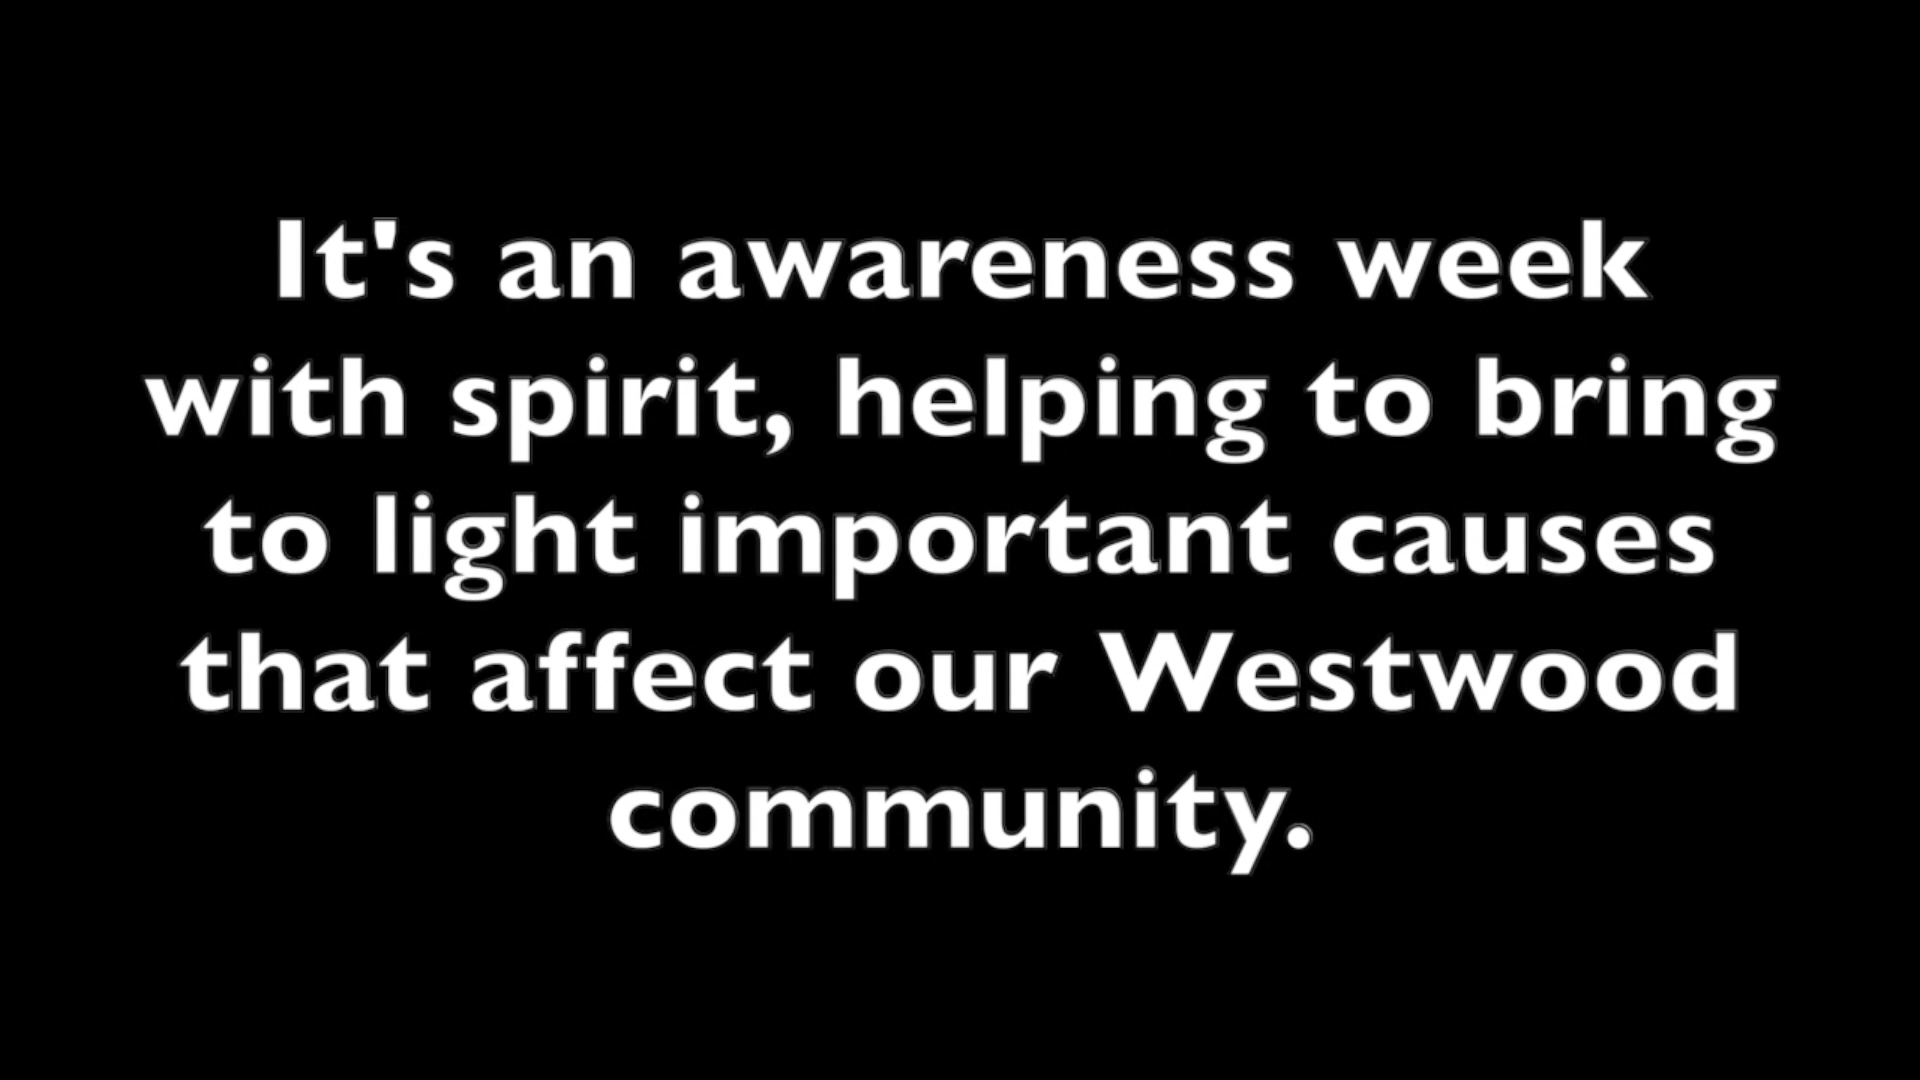 It's an awareness week
with spirit, helping to bring
to light important causes
that affect our Westwood
community.